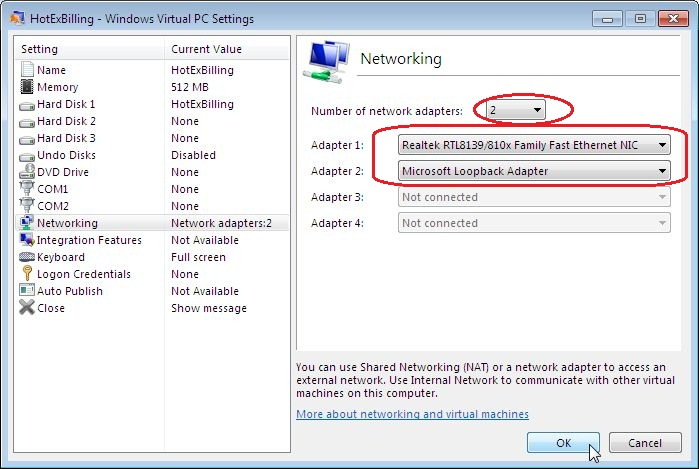 HotExBilling - Windows Virtual PC Settings
Setting Current Value
Name HotExBilling
Memory 512 MB
Hard Disk 1 HotExBilling
Hard Disk 2 None
Hard Disk 3 None
Undo Disks Disabled
DVD Drive None
COM1 None
COM2 None
Networking Network adapters:2
Integration Features Not Available
Keyboard Full screen
Logon Credentials None
Auto Publish Not Available
Close Show message
Networking
Number of network adapters: 2
Adapter 1: Realtek RTL8139/810x Family Fast Ethernet NIC
Adapter 2: Microsoft Loopback Adapter
Adapter 3: Not connected
Adapter 4: Not connected
You can use Shared Networking (NAT) or a network adapter to access an
external network. Use Internal Network to communicate with other virtual
machines on this computer.
More about networking and virtual machines
OK Cancel